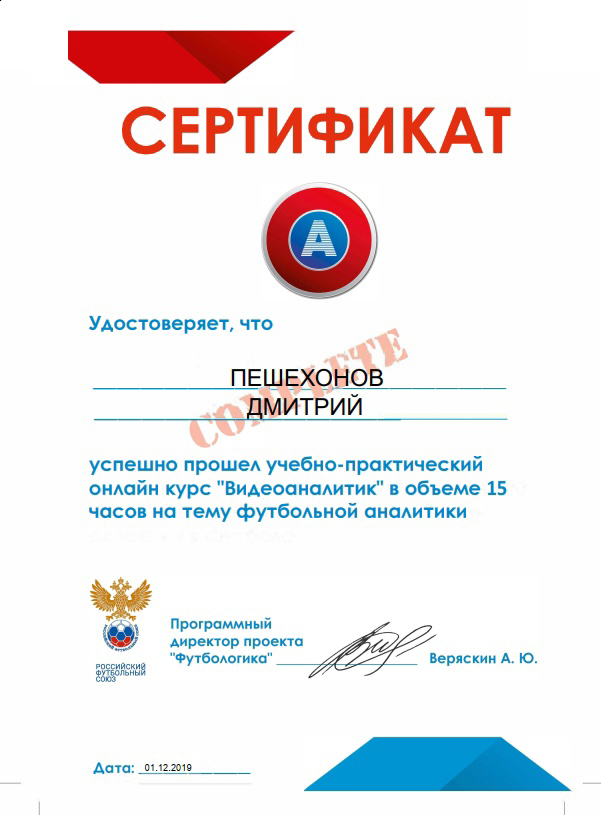 СЕРТИФИКАТ
А
Удостоверяет, что
COMPLETE
ПЕШЕХОНОВ
ДМИТРИЙ
успешно прошел учебно-практический
онлайн курс "Видеоаналитик" в объеме 15
часов на тему футбольной аналитики
Программный
директор проекта
"Футбологика" Веряскин А. Ю.
РОССИЙСКИЙ
ФУТБОЛЬНЫЙ
СОЮЗ
Дата: 01.12.2019